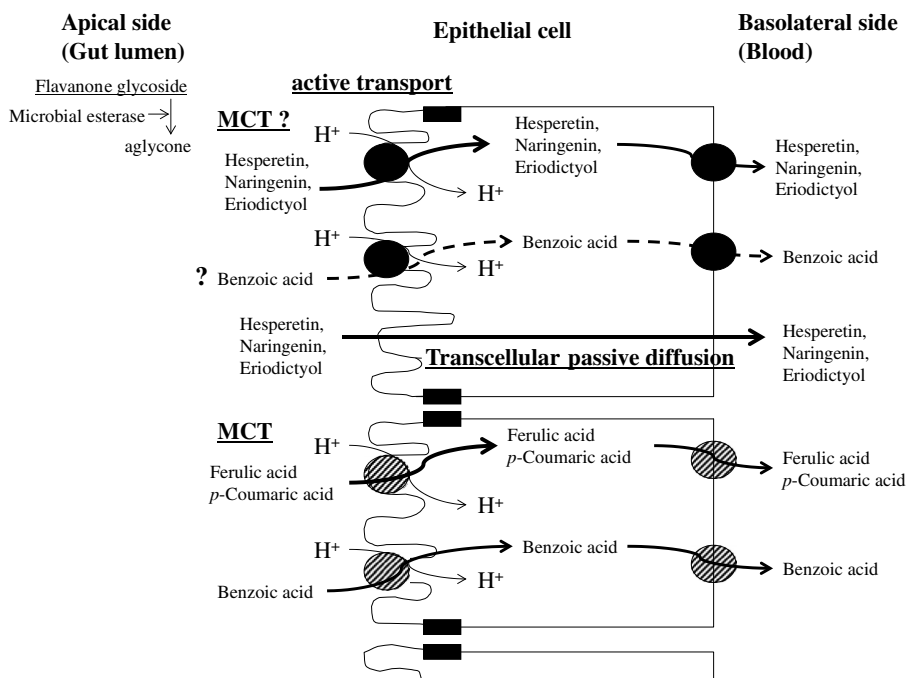 Apical side
(Gut lumen)
Epithelial cell
Basolateral side
(Blood)
Flavanone glycoside
Microbial esterase
aglycone
active transport
MCT ?
H+
Hesperetin,
Naringenin,
Eriodictyol
H+
Hesperetin,
Naringenin,
Eriodictyol
Hesperetin,
Naringenin,
Eriodictyol
H+
? Benzoic acid
H+
Benzoic acid
Benzoic acid
Hesperetin,
Naringenin,
Eriodictyol
Transcellular passive diffusion
Hesperetin,
Naringenin,
Eriodictyol
MCT
H+
Ferulic acid
p-Coumaric acid
H+
Ferulic acid
p-Coumaric acid
Ferulic acid
p-Coumaric acid
H+
Benzoic acid
H+
Benzoic acid
Benzoic acid